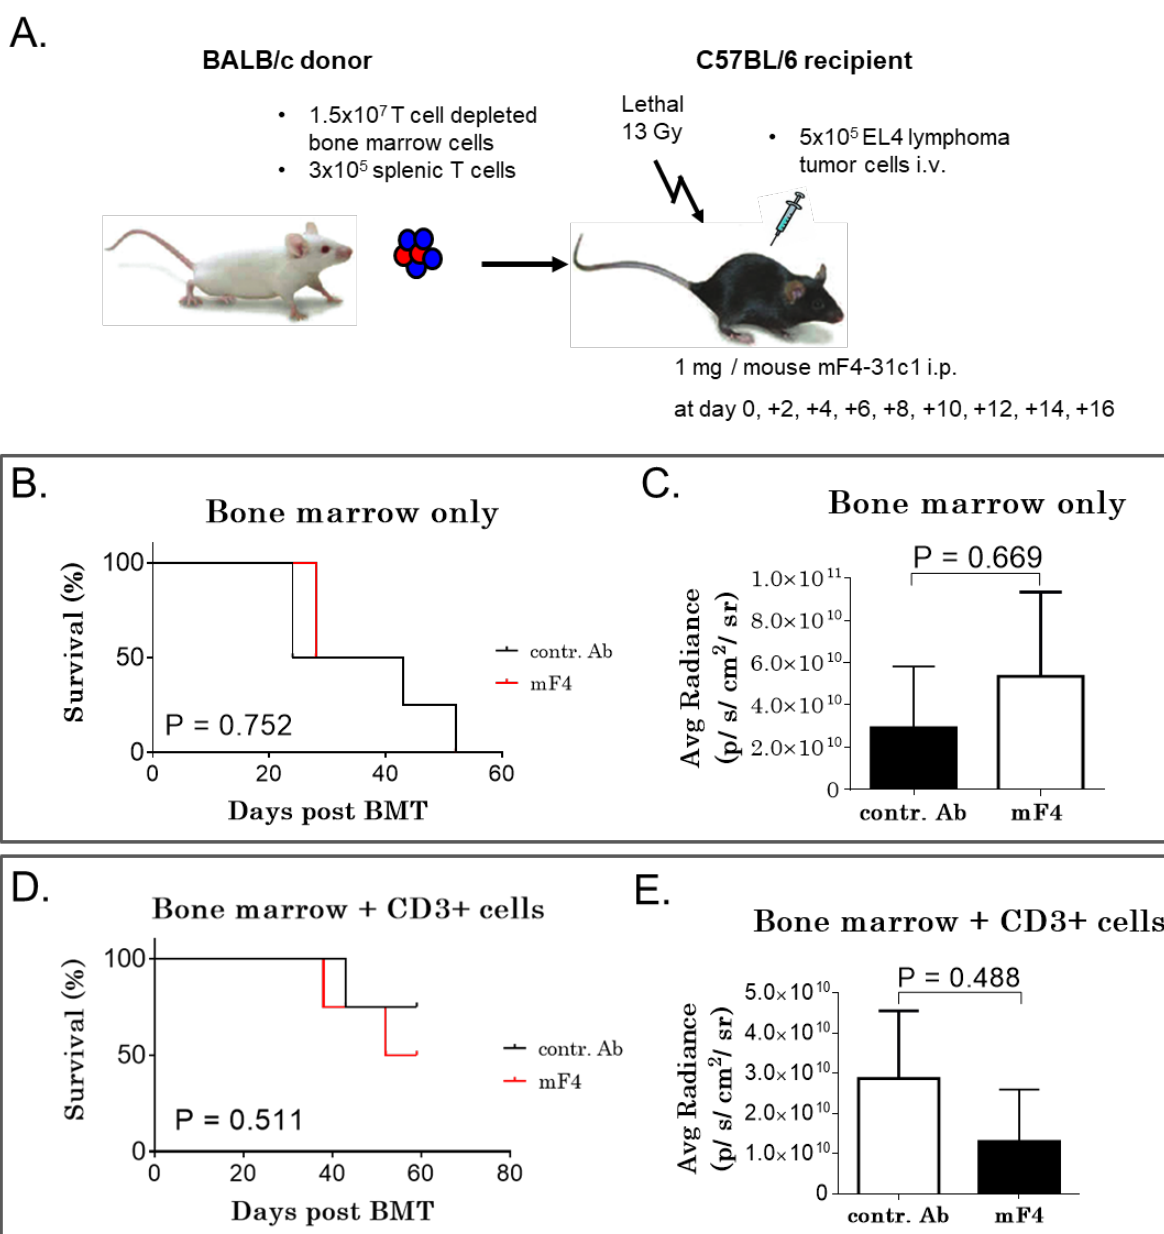 A.
BALB/c donor
C57BL/6 recipient
• 1.5x10⁷ T cell depleted
bone marrow cells
• 3x10⁵ splenic T cells
Lethal
13 Gy
• 5x10⁵ EL4 lymphoma
tumor cells i.v.
1 mg / mouse mF4-31c1 i.p.
at day 0, +2, +4, +6, +8, +10, +12, +14, +16
B.
Bone marrow only
Survival (%)
100
50
0
P = 0.752
contr. Ab
mF4
0 20 40 60
Days post BMT
C.
Bone marrow only
P = 0.669
Avg Radiance
(p/ s/ cm²/ sr)
1.0×10¹¹
8.0×10¹⁰
6.0×10¹⁰
4.0×10¹⁰
2.0×10¹⁰
0
contr. Ab mF4
D.
Bone marrow + CD3+ cells
Survival (%)
100
50
0
P = 0.511
contr. Ab
mF4
0 20 40 60 80
Days post BMT
E.
Bone marrow + CD3+ cells
P = 0.488
Avg Radiance
(p/ s/ cm²/ sr)
5.0×10¹⁰
4.0×10¹⁰
3.0×10¹⁰
2.0×10¹⁰
1.0×10¹⁰
0
contr. Ab mF4